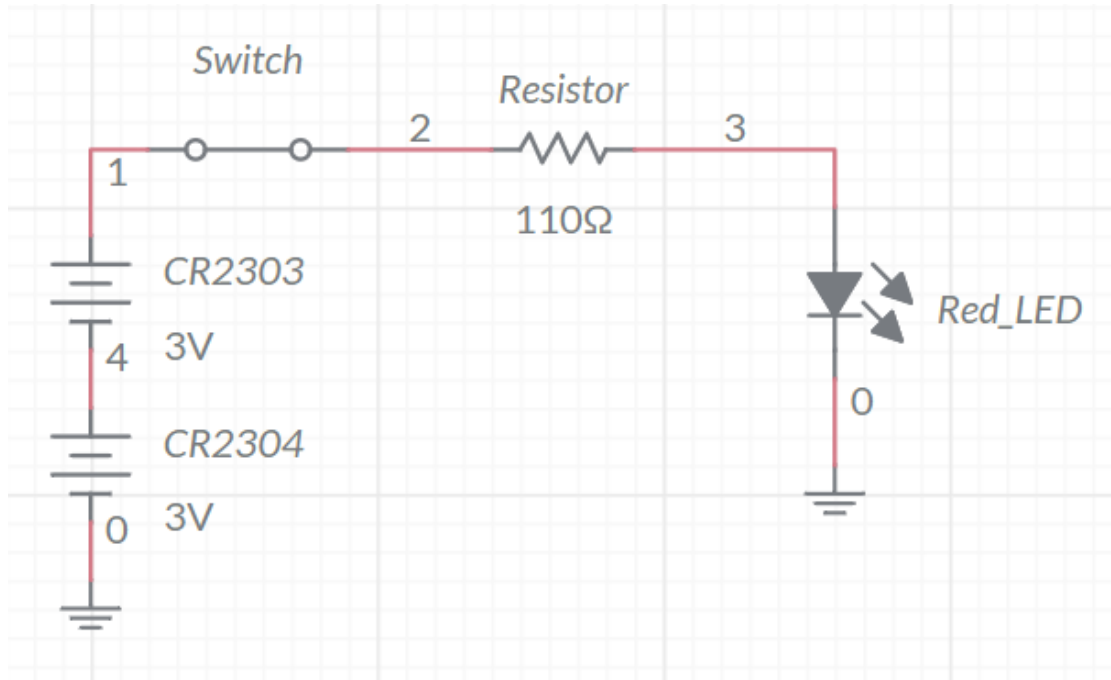 Switch
Resistor
2
3
1
110Ω
CR2303
Red_LED
3V
4
0
CR2304
3V
0